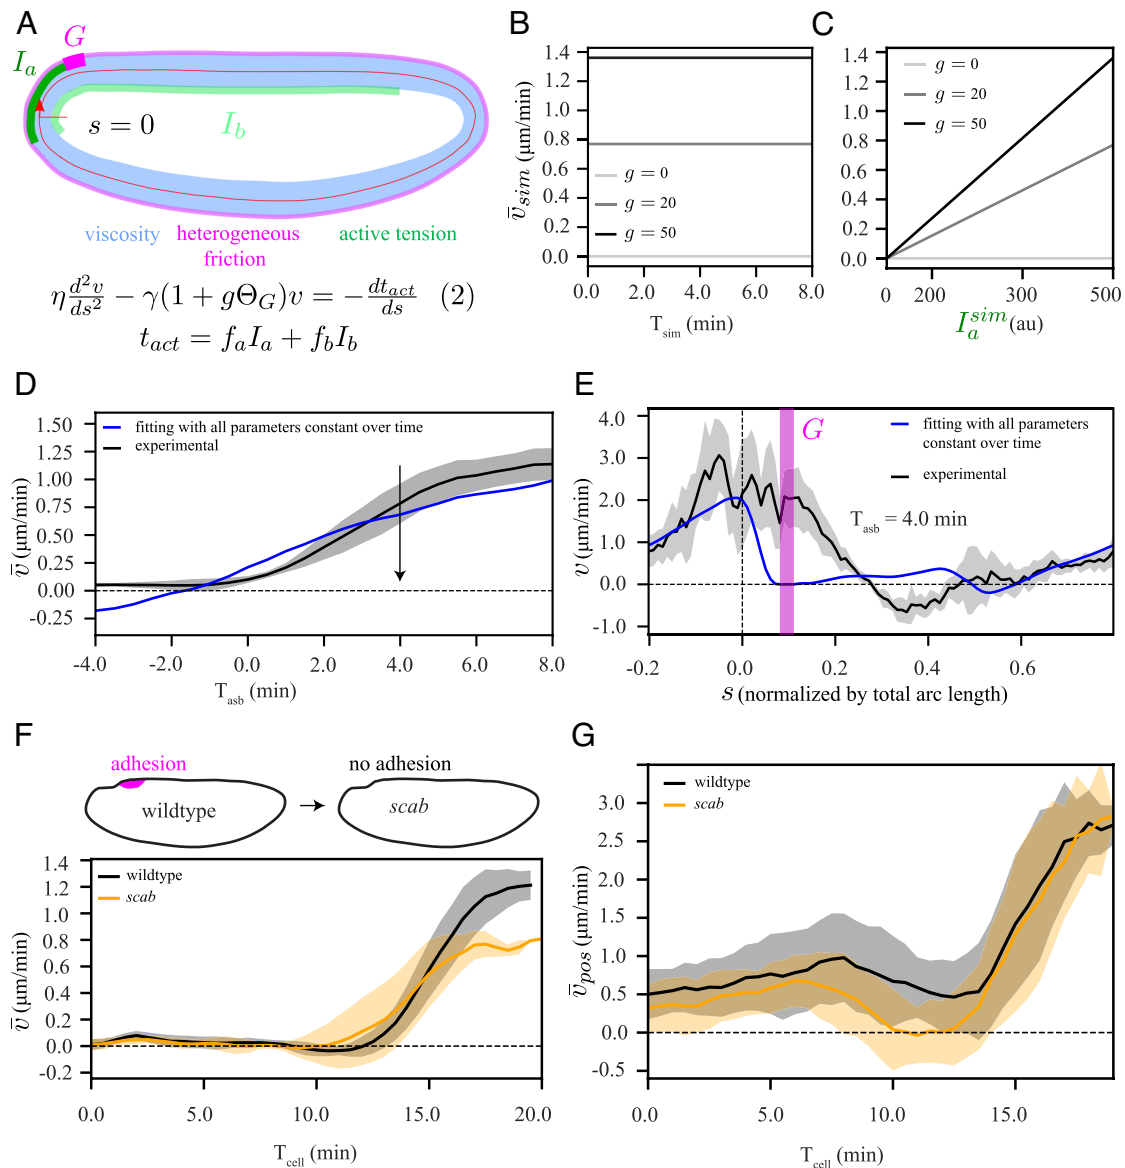 A
G
I_a
s = 0
I_b
viscosity
heterogeneous friction
active tension
η d²v/ds² − γ(1 + gΘ_G)v = − dt_act/ds (2)
t_act = f_a I_a + f_b I_b
B
1.4
1.2
1.0
0.8
0.6
0.4
0.2
0.0
v̄_sim (μm/min)
g = 0
g = 20
g = 50
0.0 2.0 4.0 6.0 8.0
T_sim (min)
C
1.4
1.2
1.0
0.8
0.6
0.4
0.2
0.0
g = 0
g = 20
g = 50
0 200 300 500
I_a^sim (au)
D
1.50
1.00
0.75
0.50
0.25
0.00
-0.25
v̄ (μm/min)
fitting with all parameters constant over time
experimental
-4.0 -2.0 0.0 2.0 4.0 6.0 8.0
T_asb (min)
E
4.0
3.0
2.0
1.0
0.0
-1.0
v (μm/min)
G
fitting with all parameters
constant over time
experimental
T_asb = 4.0 min
-0.2 0.0 0.2 0.4 0.6
s (normalized by total arc length)
F
adhesion
no adhesion
wildtype
scab
1.4
1.2
1.0
0.8
0.6
0.4
0.2
0.0
-0.2
v̄ (μm/min)
wildtype
scab
0.0 5.0 10.0 15.0 20.0
T_cell (min)
G
3.0
2.5
2.0
1.5
1.0
0.5
0.0
-0.5
v̄_pos (μm/min)
wildtype
scab
0.0 5.0 10.0 15.0
T_cell (min)